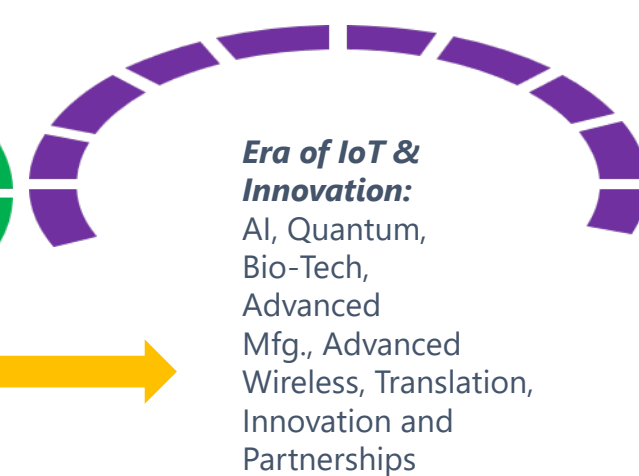 Era of IoT &
Innovation:
AI, Quantum,
Bio-Tech,
Advanced
Mfg., Advanced
Wireless, Translation,
Innovation and
Partnerships